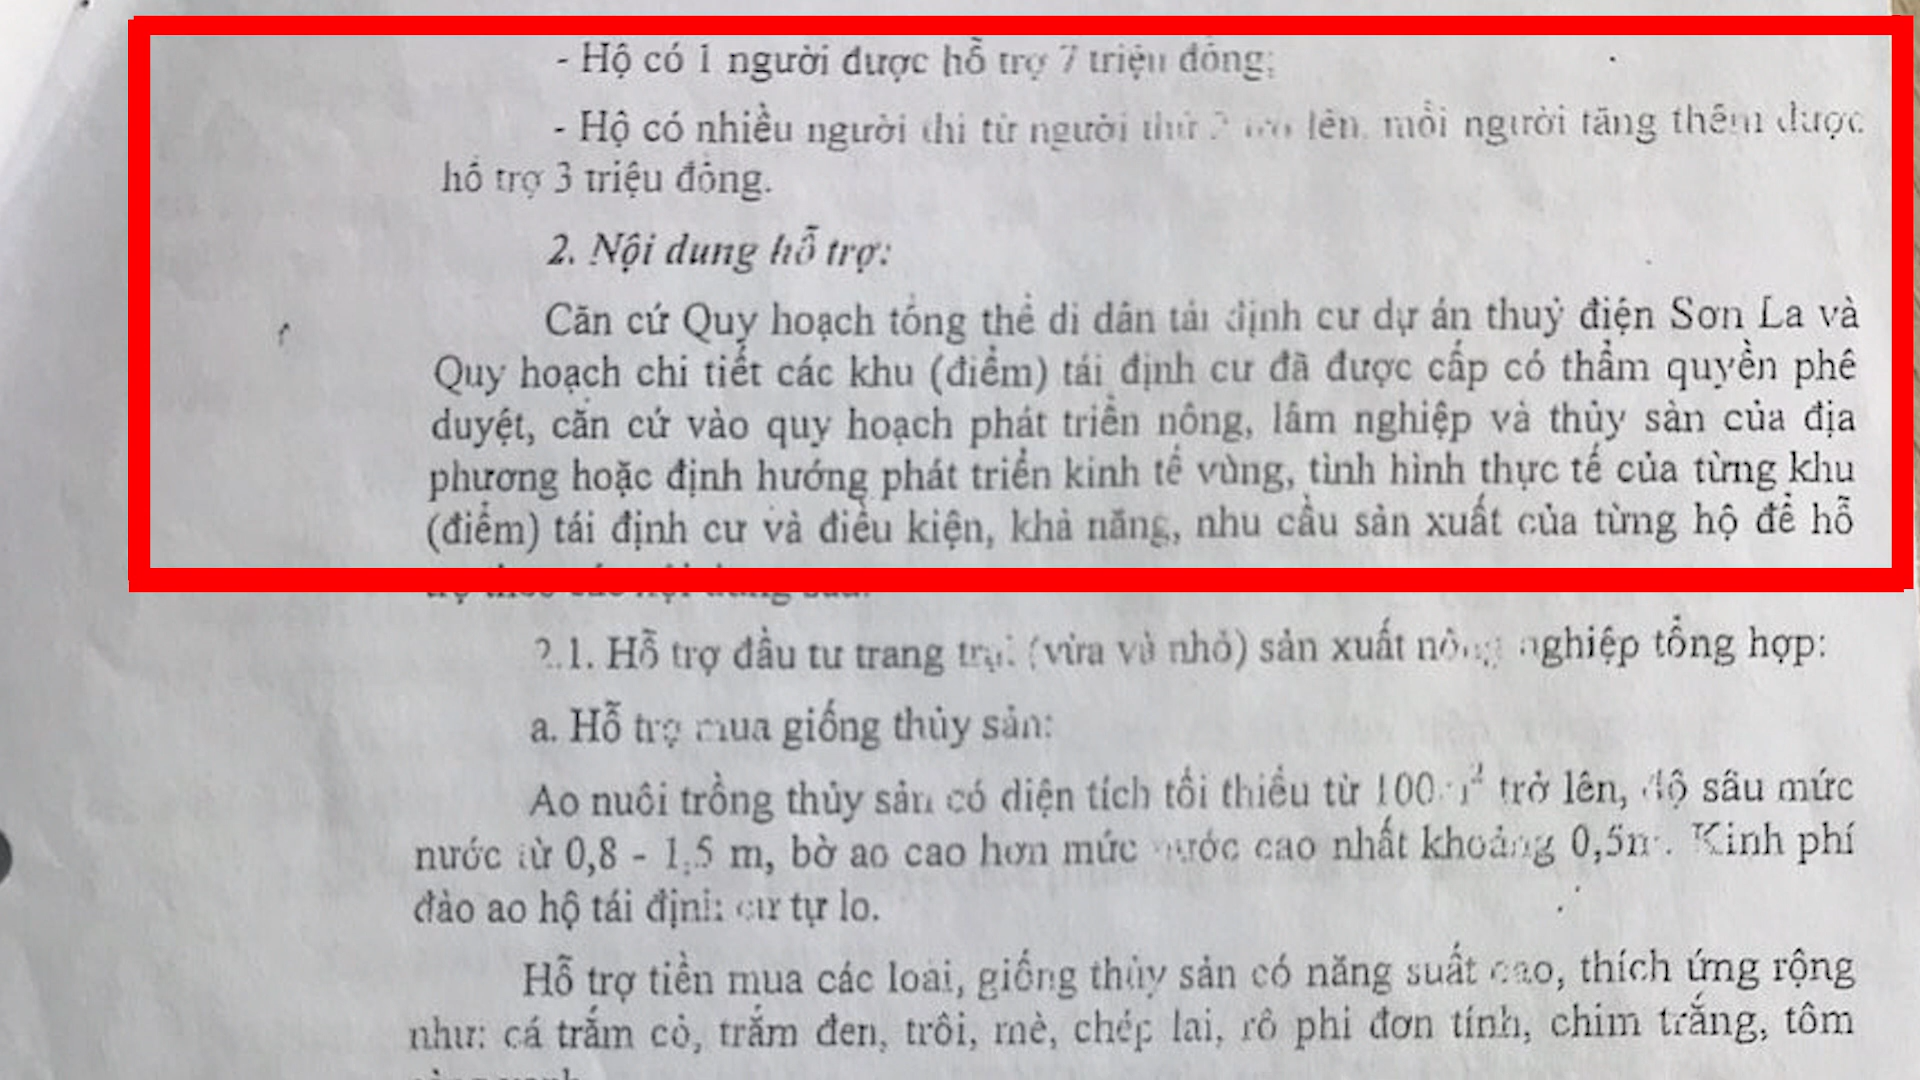 - Hộ có 1 người được hỗ trợ 7 triệu đồng;
- Hộ có nhiều người thì từ người thứ lên, mỗi người tăng thêm được
hỗ trợ 3 triệu đồng.
2. Nội dung hỗ trợ:
Căn cứ Quy hoạch tổng thể di dân tái định cư dự án thuỷ điện Sơn La và
Quy hoạch chi tiết các khu (điểm) tái định cư đã được cấp có thẩm quyền phê
duyệt, căn cứ vào quy hoạch phát triển nông, lâm nghiệp và thủy sản của địa
phương hoặc định hướng phát triển kinh tế vùng, tình hình thực tế của từng khu
(điểm) tái định cư và điều kiện, khả năng, nhu cầu sản xuất của từng hộ để hỗ
2.1. Hỗ trợ đầu tư trang trại (vừa và nhỏ) sản xuất nông nghiệp tổng hợp:
a. Hỗ trợ mua giống thủy sản:
Ao nuôi trồng thủy sản có diện tích tối thiểu từ trở lên, độ sâu mức
nước từ 0,8 - 1,5 m, bờ ao cao hơn mức nước cao nhất khoảng 0,5m. Kinh phí
đào ao hộ tái định cư tự lo.
Hỗ trợ tiền mua các loài, giống thủy sản có năng suất cao, thích ứng rộng
như: cá trắm cỏ, trắm đen, trôi, mè, chép lai, rô phi đơn tính, chim trắng, tôm